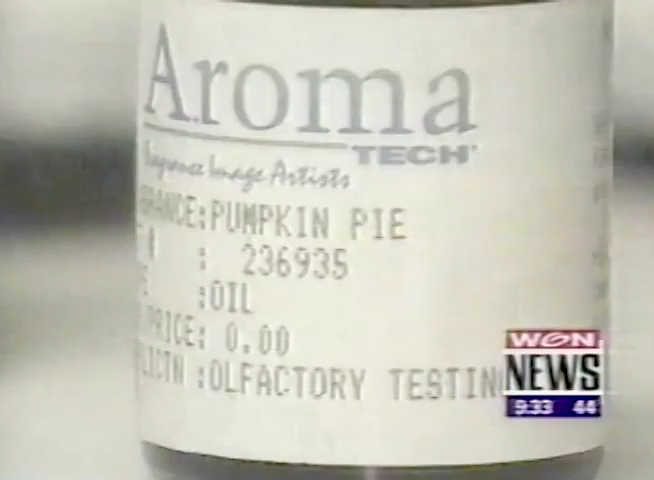 Aroma
TECH
Fragrance Image Artists
GRANCE:PUMPKIN PIE
: 236935
:OIL
PRICE: 0.00
LICTN :OLFACTORY TESTIN
WGN
NEWS
9:33 44